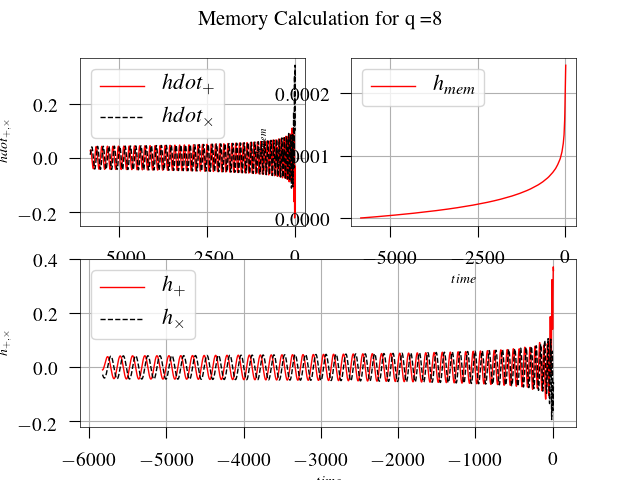 Memory Calculation for q =8
hdot+
hdot×
hdot+,×
0.2
0.0
−0.2
5000
2500
0
hmem
mem
0.0002
0001
0.0000
5000
2500
0
time
h+
h×
h+,×
0.4
0.2
0.0
−0.2
−6000
−5000
−4000
−3000
−2000
−1000
0
time